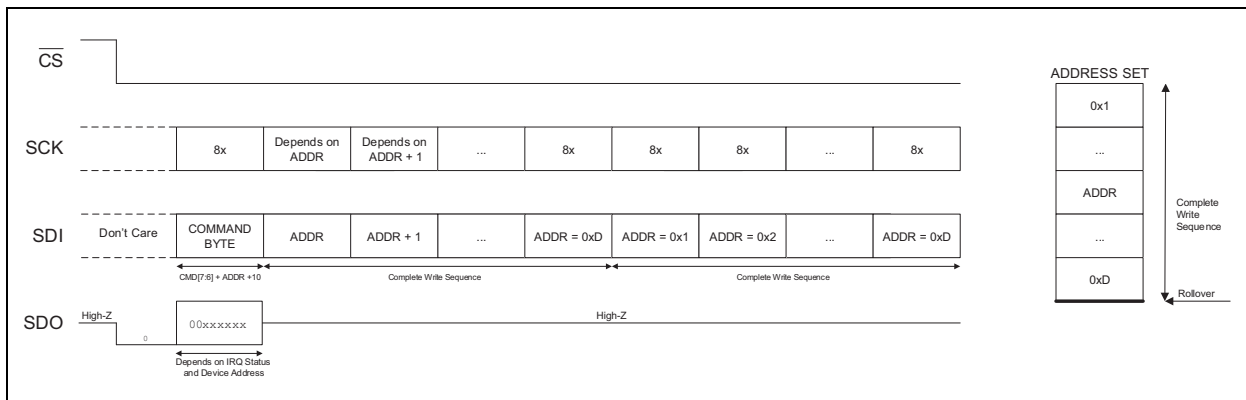 CS
ADDRESS SET
0x1
SCK
8x
Depends on
ADDR
Depends on
ADDR + 1
...
8x
8x
8x
...
8x
...
ADDR
Complete
Write
Sequence
SDI
Don't Care
COMMAND
BYTE
ADDR
ADDR + 1
...
ADDR = 0xD
ADDR = 0x1
ADDR = 0x2
...
ADDR = 0xD
...
CMD[7:6] + ADDR +10
Complete Write Sequence
Complete Write Sequence
0xD
Rollover
SDO
High-Z
0
00xxxxxx
High-Z
Depends on IRQ Status
and Device Address